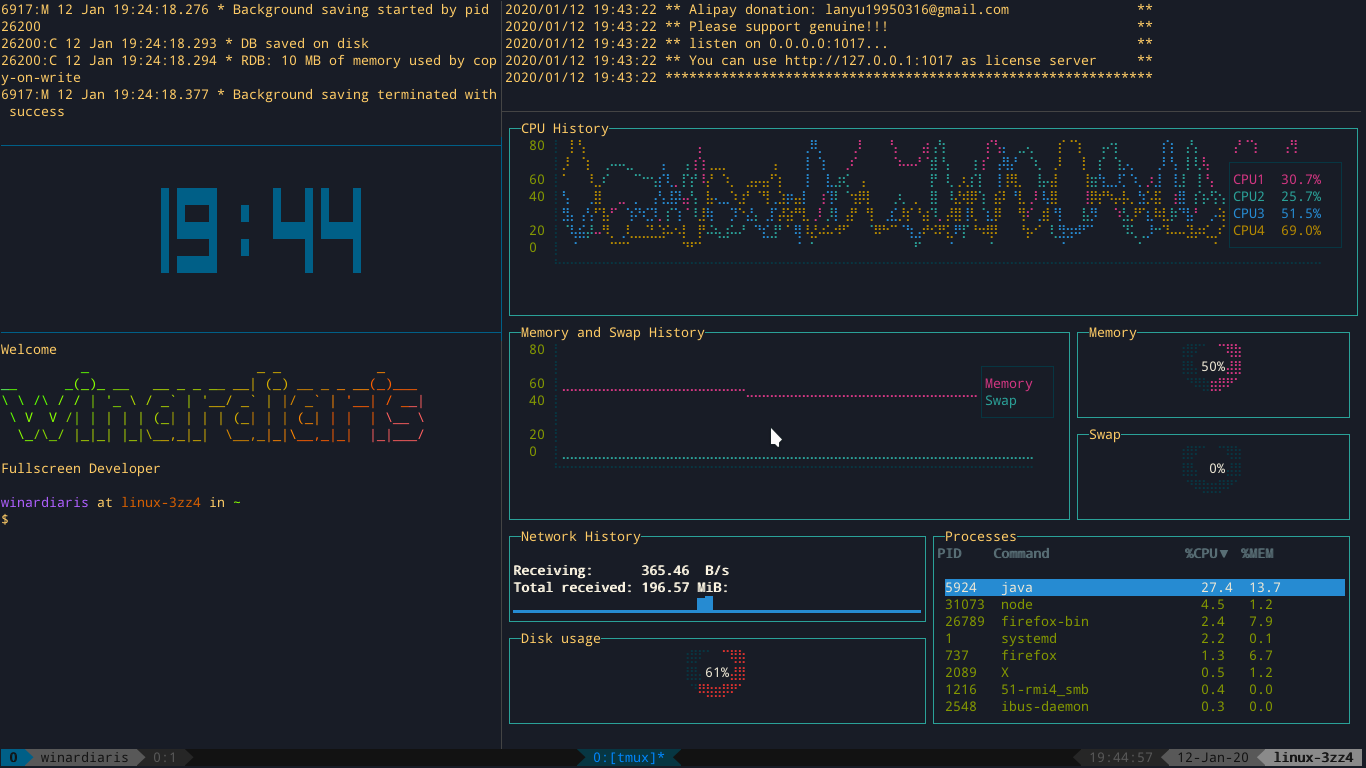 6917:M 12 Jan 19:24:18.276 * Background saving started by pid
26200
26200:C 12 Jan 19:24:18.293 * DB saved on disk
26200:C 12 Jan 19:24:18.294 * RDB: 10 MB of memory used by cop
y-on-write
6917:M 12 Jan 19:24:18.377 * Background saving terminated with
success
19:44
Welcome
winardiaris
Fullscreen Developer
winardiaris at linux-3zz4 in ~
$
2020/01/12 19:43:22 ** Alipay donation: lanyu19950316@gmail.com **
2020/01/12 19:43:22 ** Please support genuine!!! **
2020/01/12 19:43:22 ** listen on 0.0.0.0:1017... **
2020/01/12 19:43:22 ** You can use http://127.0.0.1:1017 as license server **
2020/01/12 19:43:22 *************************************************************
CPU History
80
60
40
20
0
CPU1 30.7%
CPU2 25.7%
CPU3 51.5%
CPU4 69.0%
Memory and Swap History
80
60
40
20
0
Memory
Swap
Memory
50%
Swap
0%
Network History
Receiving: 365.46 B/s
Total received: 196.57 MiB:
Disk usage
61%
Processes
PID Command %CPU▼ %MEM
5924 java 27.4 13.7
31073 node 4.5 1.2
26789 firefox-bin 2.4 7.9
1 systemd 2.2 0.1
737 firefox 1.3 6.7
2089 X 0.5 1.2
1216 51-rmi4_smb 0.4 0.0
2548 ibus-daemon 0.3 0.0
0 winardiaris 0:1 0:[tmux]* 19:44:57 12-Jan-20 linux-3zz4